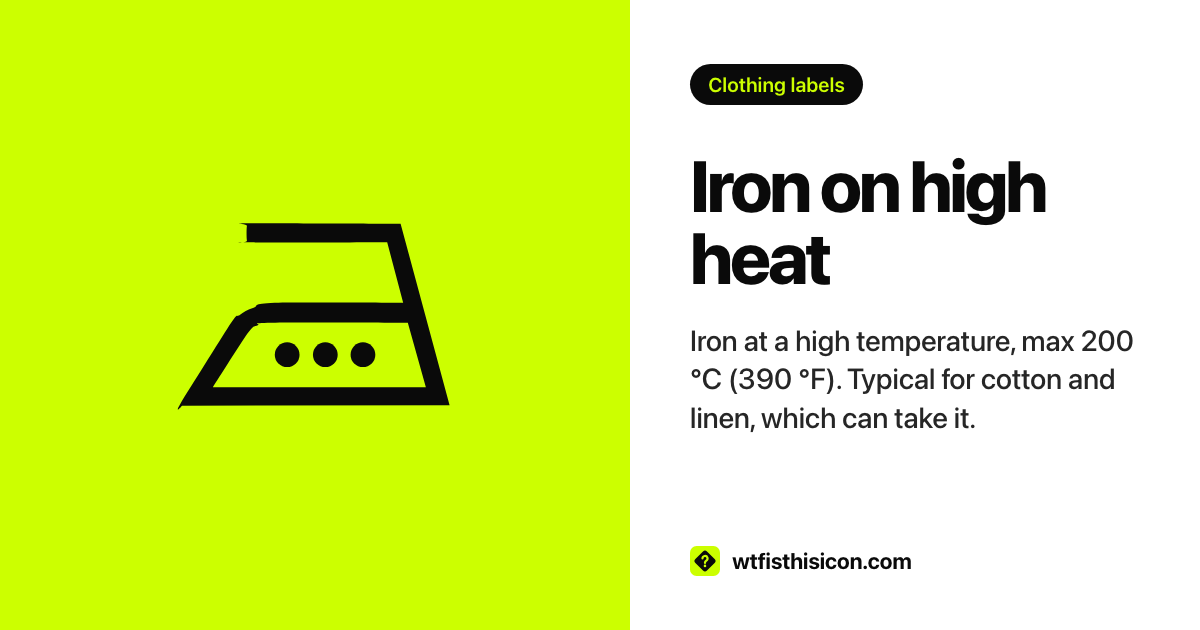 Clothing labels
Iron on high
heat
Iron at a high temperature, max 200
°C (390 °F). Typical for cotton and
linen, which can take it.
?
wtfisthisicon.com